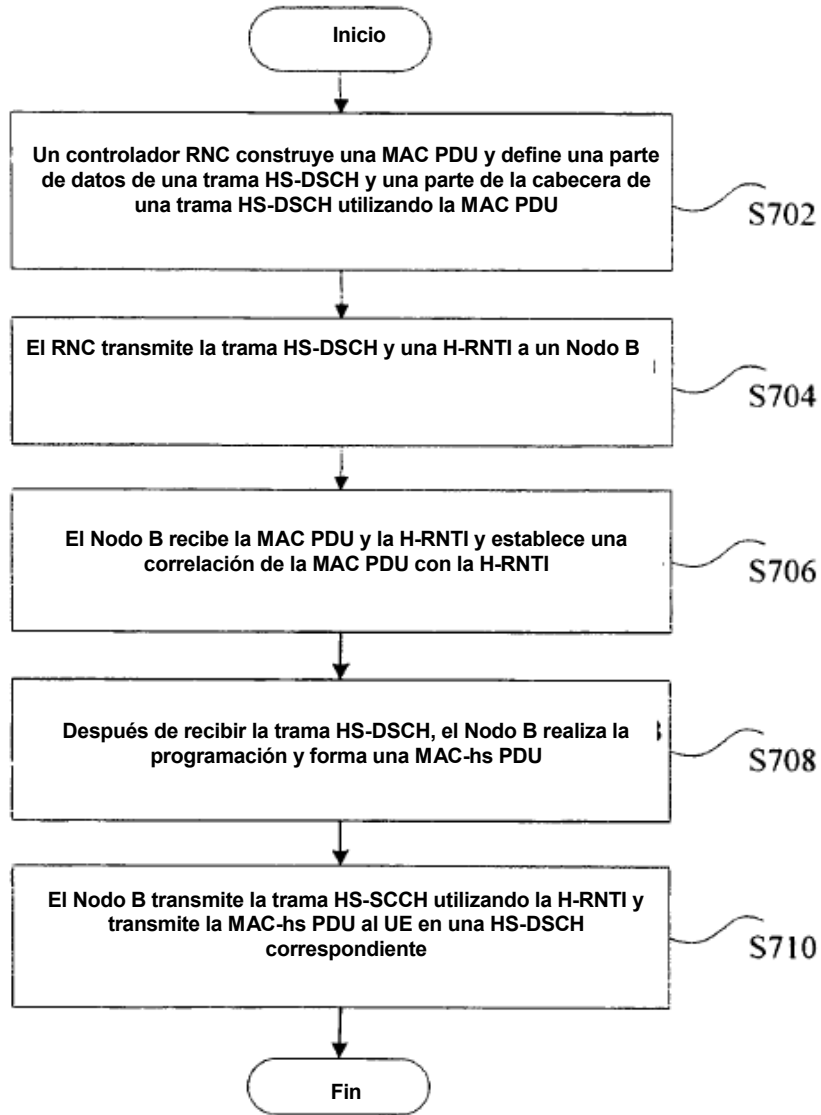 Inicio
Un controlador RNC construye una MAC PDU y define una parte
de datos de una trama HS-DSCH y una parte de la cabecera de
una trama HS-DSCH utilizando la MAC PDU
S702
El RNC transmite la trama HS-DSCH y una H-RNTI a un Nodo B
S704
El Nodo B recibe la MAC PDU y la H-RNTI y establece una
correlación de la MAC PDU con la H-RNTI
S706
Después de recibir la trama HS-DSCH, el Nodo B realiza la
programación y forma una MAC-hs PDU
S708
El Nodo B transmite la trama HS-SCCH utilizando la H-RNTI y
transmite la MAC-hs PDU al UE en una HS-DSCH
correspondiente
S710
Fin